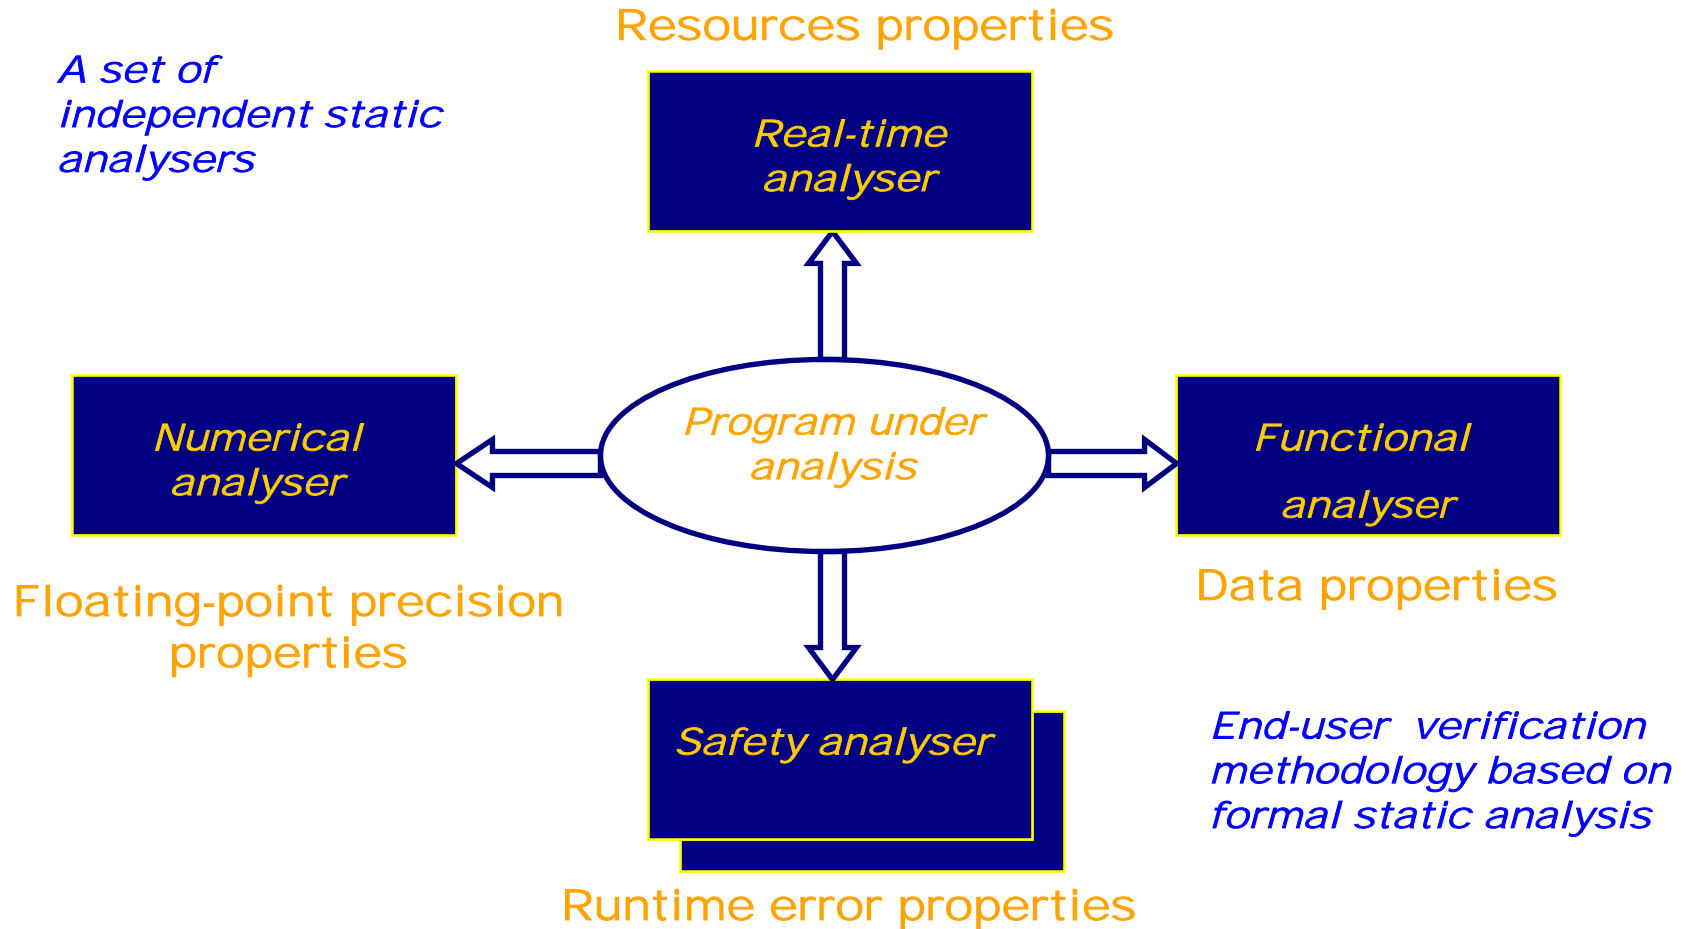 Resources properties
A set of
independent static
analysers
Real-time
analyser
Numerical
analyser
Program under
analysis
Functional
analyser
Floating-point precision
properties
Data properties
Safety analyser
End-user verification
methodology based on
formal static analysis
Runtime error properties